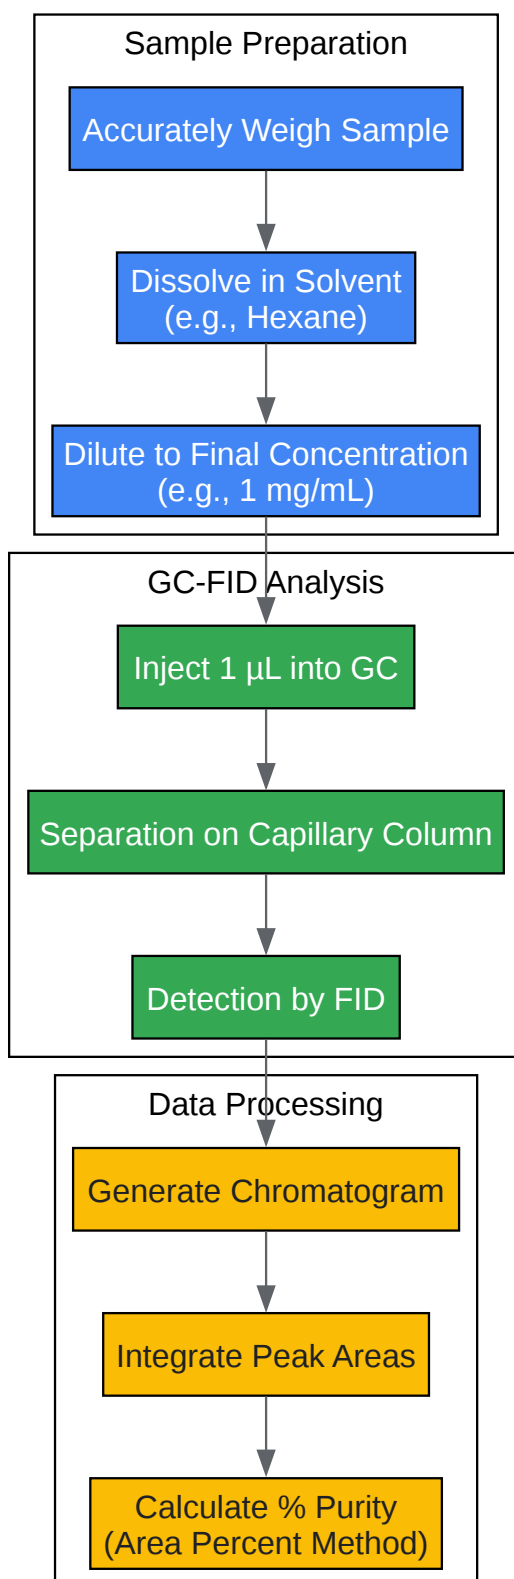 Sample Preparation
Accurately Weigh Sample
Dissolve in Solvent
(e.g., Hexane)
Dilute to Final Concentration
(e.g., 1 mg/mL)
GC-FID Analysis
Inject 1 µL into GC
Separation on Capillary Column
Detection by FID
Data Processing
Generate Chromatogram
Integrate Peak Areas
Calculate % Purity
(Area Percent Method)